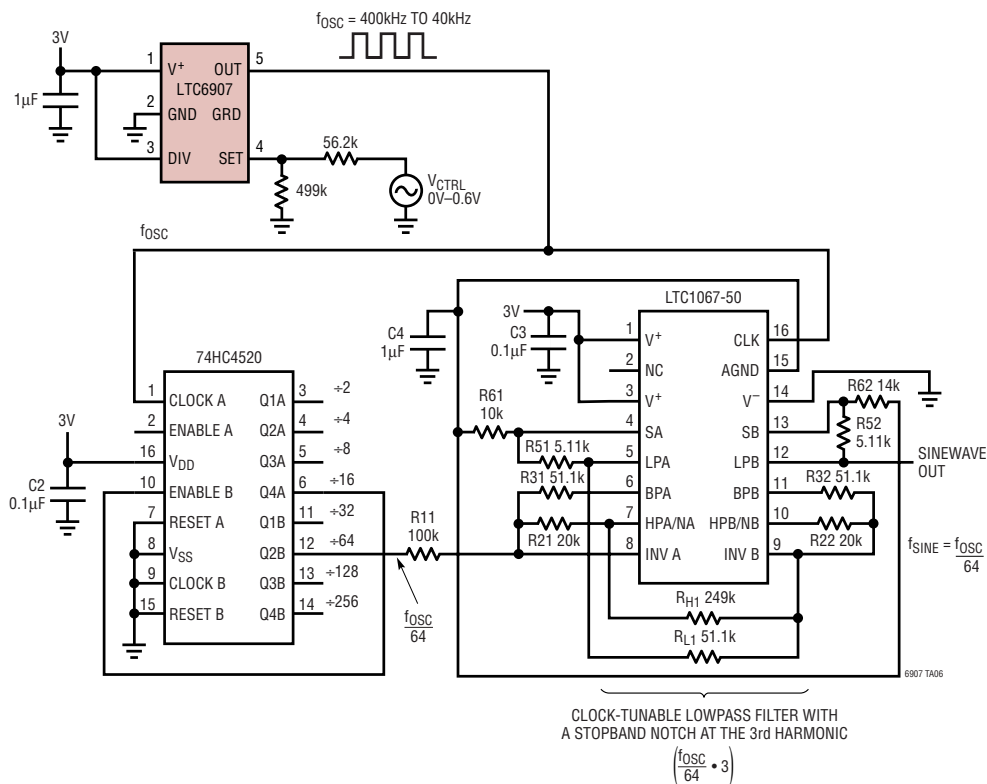 fOSC = 400kHz TO 40kHz
3V
1µF
1
V+
OUT
5
LTC6907
2
GND
GRD
3
DIV
SET
4
56.2k
499k
VCTRL
0V–0.6V
fOSC
LTC1067-50
3V
C4
1µF
C3
0.1µF
1
V+
CLK
16
2
NC
AGND
15
3
V+
V−
14
R62 14k
R61
10k
4
SA
SB
13
R52
5.11k
R51 5.11k
5
LPA
LPB
12
SINEWAVE
OUT
R31 51.1k
6
BPA
BPB
11
R32 51.1k
R21 20k
7
HPA/NA
HPB/NB
10
R22 20k
8
INV A
INV B
9
fSINE = fOSC
64
RH1 249k
RL1 51.1k
74HC4520
1
CLOCK A
Q1A
3
÷2
2
ENABLE A
Q2A
4
÷4
3V
16
VDD
Q3A
5
÷8
C2
0.1µF
10
ENABLE B
Q4A
6
÷16
7
RESET A
Q1B
11
÷32
R11
100k
8
VSS
Q2B
12
÷64
9
CLOCK B
Q3B
13
÷128
15
RESET B
Q4B
14
÷256
fOSC
64
6907 TA06
CLOCK-TUNABLE LOWPASS FILTER WITH
A STOPBAND NOTCH AT THE 3rd HARMONIC
(fOSC
64 • 3)